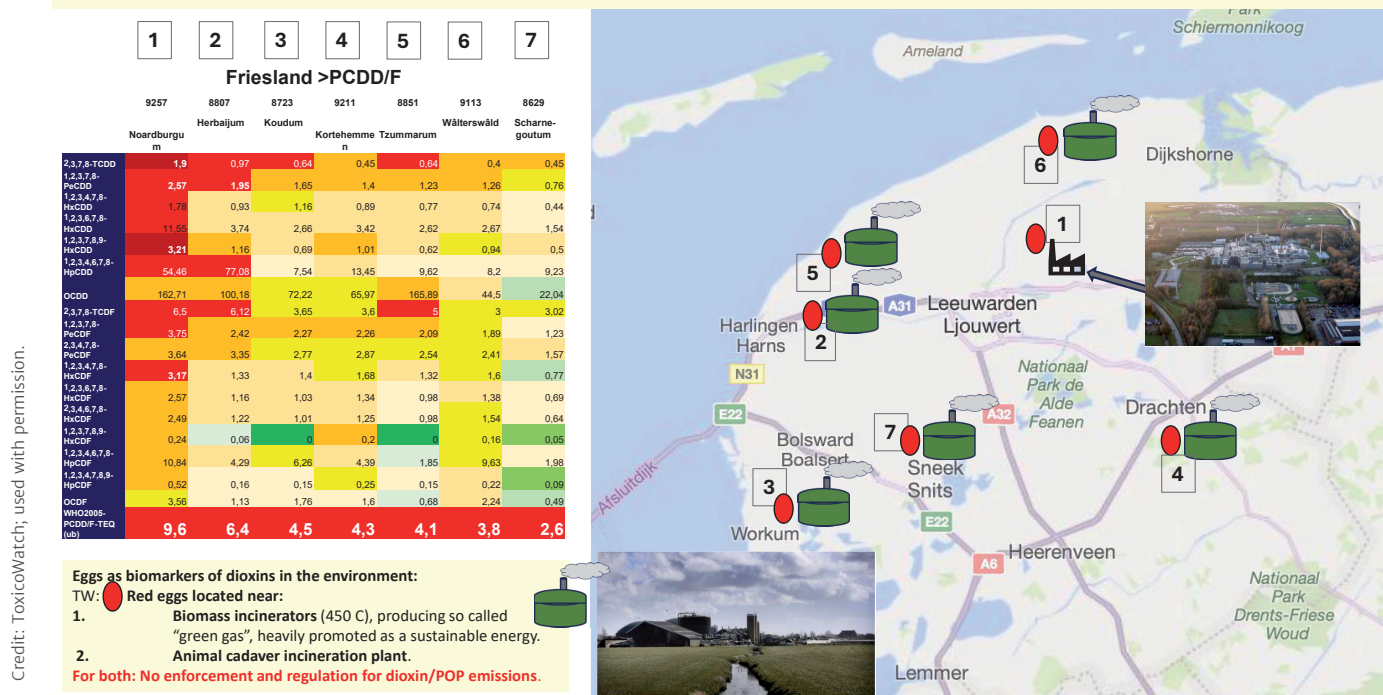 1 2 3 4 5 6 7
Friesland >PCDD/F
9257 8807 8723 9211 8851 9113 8629
Noardburgu
m
Herbaijum
Koudum
Kortehemme
n
Tzummarum
Wâlterswâld
Scharne-
goutum
2,3,7,8-TCDD 1,9 0,97 0,64 0,45 0,64 0,4 0,45
1,2,3,7,8-
PeCDD 2,57 1,95 1,65 1,4 1,23 1,26 0,76
1,2,3,4,7,8-
HxCDD 1,78 0,93 1,16 0,89 0,77 0,74 0,44
1,2,3,6,7,8-
HxCDD 11,55 3,74 2,66 3,42 2,62 2,67 1,54
1,2,3,7,8,9-
HxCDD 3,21 1,16 0,69 1,01 0,62 0,94 0,5
1,2,3,4,6,7,8-
HpCDD 54,46 77,08 7,54 13,45 9,62 8,2 9,23
OCDD 162,71 100,18 72,22 65,97 165,89 44,5 22,04
2,3,7,8-TCDF 6,5 6,12 3,65 3,6 5 3 3,02
1,2,3,7,8-
PeCDF 3,75 2,42 2,27 2,26 2,09 1,89 1,23
2,3,4,7,8-
PeCDF 3,64 3,35 2,77 2,87 2,54 2,41 1,57
1,2,3,4,7,8-
HxCDF 3,17 1,33 1,4 1,68 1,32 1,6 0,77
1,2,3,6,7,8-
HxCDF 2,57 1,16 1,03 1,34 0,98 1,38 0,69
2,3,4,6,7,8-
HxCDF 2,49 1,22 1,01 1,25 0,98 1,54 0,64
1,2,3,7,8,9-
HxCDF 0,24 0,06 0 0,2 0 0,16 0,05
1,2,3,4,6,7,8-
HpCDF 10,84 4,29 6,26 4,39 1,85 9,63 1,98
1,2,3,4,7,8,9-
HpCDF 0,52 0,16 0,15 0,25 0,15 0,22 0,09
OCDF 3,56 1,13 1,76 1,6 0,68 2,24 0,49
WHO2005-
PCDD/F-TEQ
(ub) 9,6 6,4 4,5 4,3 4,1 3,8 2,6
Eggs as biomarkers of dioxins in the environment:
TW: Red eggs located near:
1. Biomass incinerators (450 C), producing so called
"green gas", heavily promoted as a sustainable energy.
2. Animal cadaver incineration plant.
For both: No enforcement and regulation for dioxin/POP emissions.
Credit: ToxicoWatch; used with permission.
Park
Schiermonnikoog
Ameland
6
Dijkshorne
1
5
A31
Leeuwarden
Ljouwert
Harlingen
Harns
2
N31
Nationaal
Park de
Alde
Feanen
E22
A32
Drachten
7
Bolsward
Boalsert
Sneek
Snits
4
Afsluitdijk
3
E22
Workum
Heerenveen
A6
Nationaal
Park
Drents-Friese
Woud
Lemmer